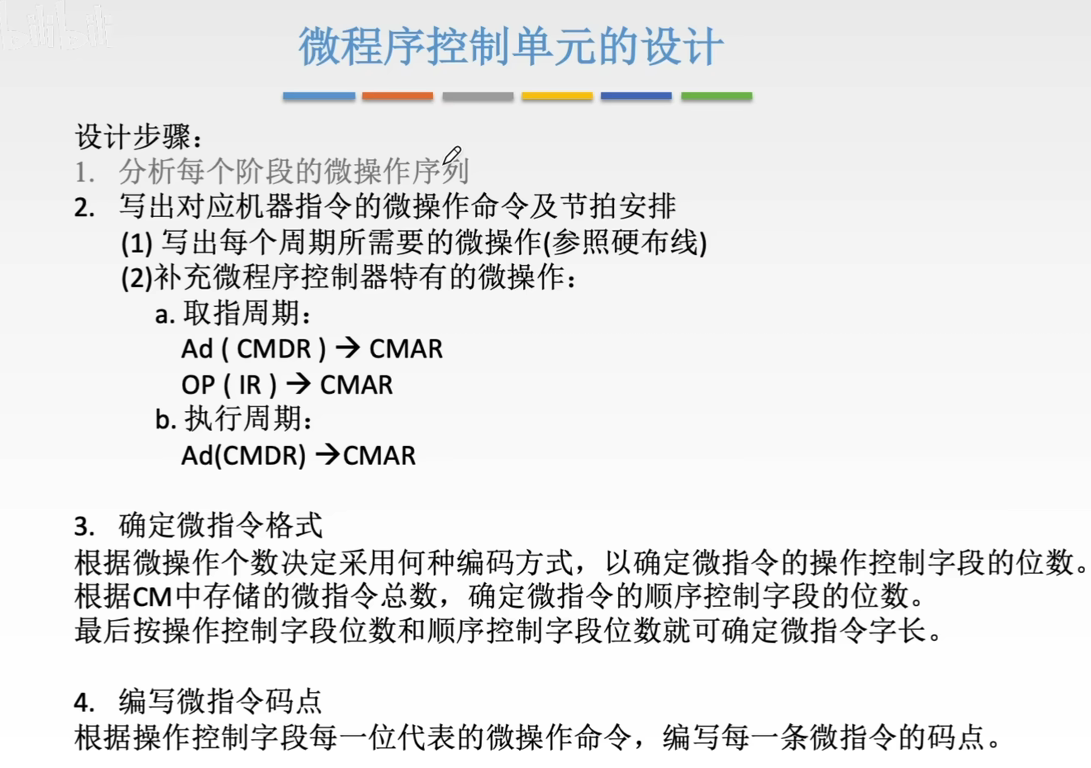 微程序控制单元的设计
设计步骤：
1. 分析每个阶段的微操作序列
2. 写出对应机器指令的微操作命令及节拍安排
(1) 写出每个周期所需要的微操作(参照硬布线)
(2)补充微程序控制器特有的微操作：
a. 取指周期：
Ad ( CMDR ) → CMAR
OP ( IR ) → CMAR
b. 执行周期：
Ad(CMDR) →CMAR
3. 确定微指令格式
根据微操作个数决定采用何种编码方式，以确定微指令的操作控制字段的位数。
根据CM中存储的微指令总数，确定微指令的顺序控制字段的位数。
最后按操作控制字段位数和顺序控制字段位数就可确定微指令字长。
4. 编写微指令码点
根据操作控制字段每一位代表的微操作命令，编写每一条微指令的码点。